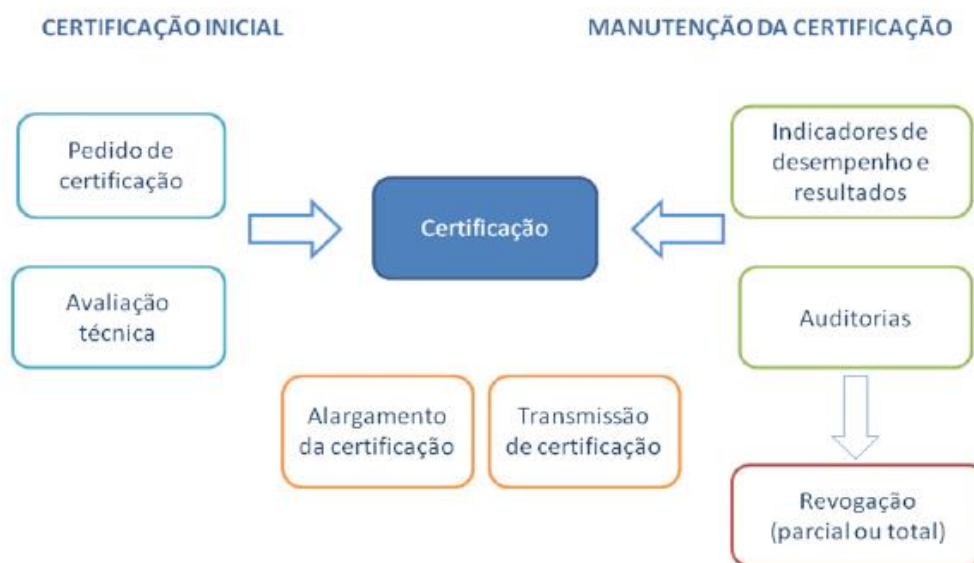 CERTIFICAÇÃO INICIAL
MANUTENÇÃO DA CERTIFICAÇÃO
Pedido de
certificação
Avaliação
técnica
Certificação
Indicadores de
desempenho e
resultados
Auditorias
Alargamento
da certificação
Transmissão
de certificação
Revogação
(parcial ou total)